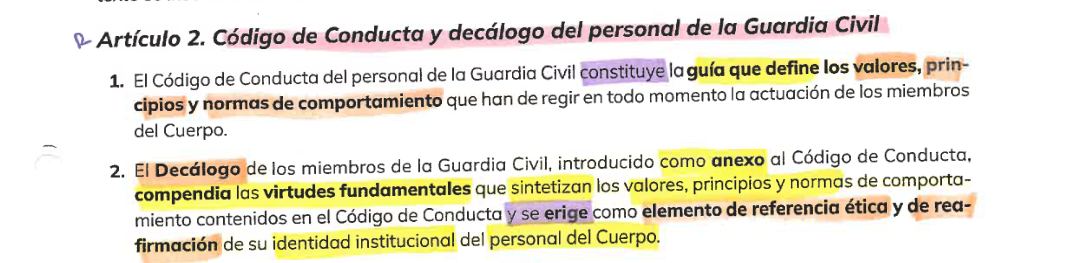 Artículo 2. Código de Conducta y decálogo del personal de la Guardia Civil
1. El Código de Conducta del personal de la Guardia Civil constituye la guía que define los valores, prin-
cipios y normas de comportamiento que han de regir en todo momento la actuación de los miembros
del Cuerpo.
2. El Decálogo de los miembros de la Guardia Civil, introducido como anexo al Código de Conducta,
compendia las virtudes fundamentales que sintetizan los valores, principios y normas de comporta-
miento contenidos en el Código de Conducta y se erige como elemento de referencia ética y de rea-
firmación de su identidad institucional del personal del Cuerpo.